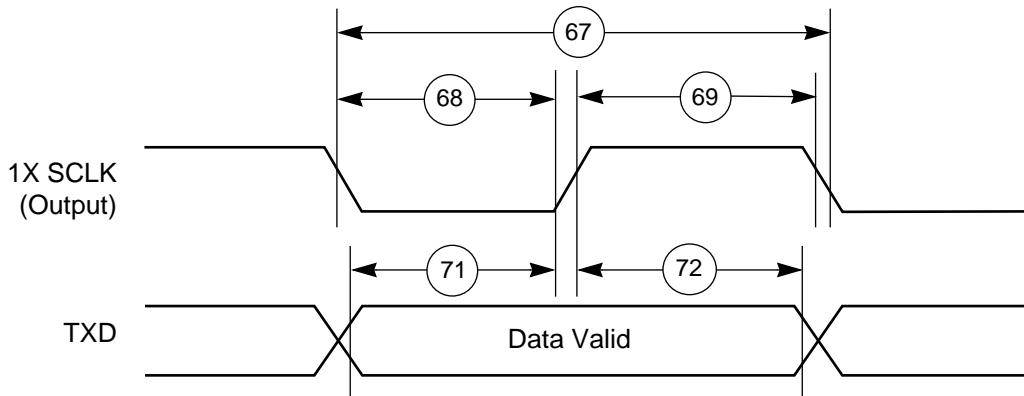 67
68
69
1X SCLK
(Output)
71
72
TXD
Data Valid